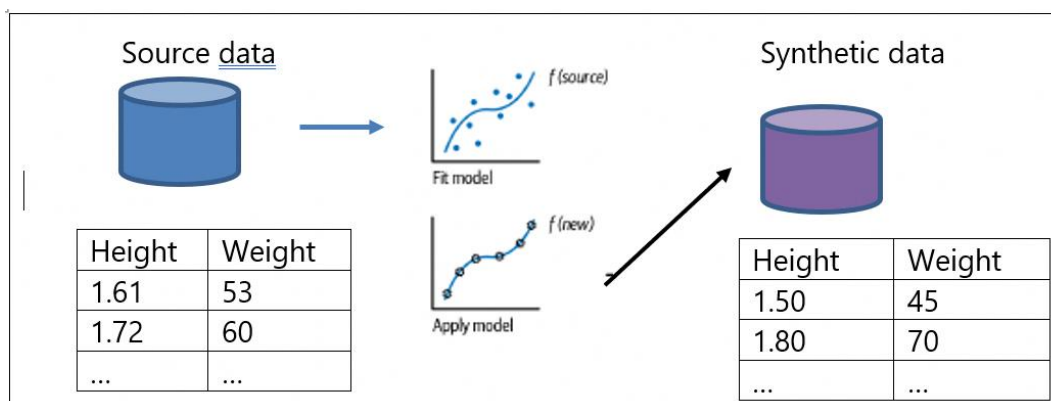 Source data
f (source)
Fit model
f (new)
Apply model
Synthetic data
Height Weight
1.61 53
1.72 60
... ...
Height Weight
1.50 45
1.80 70
... ...